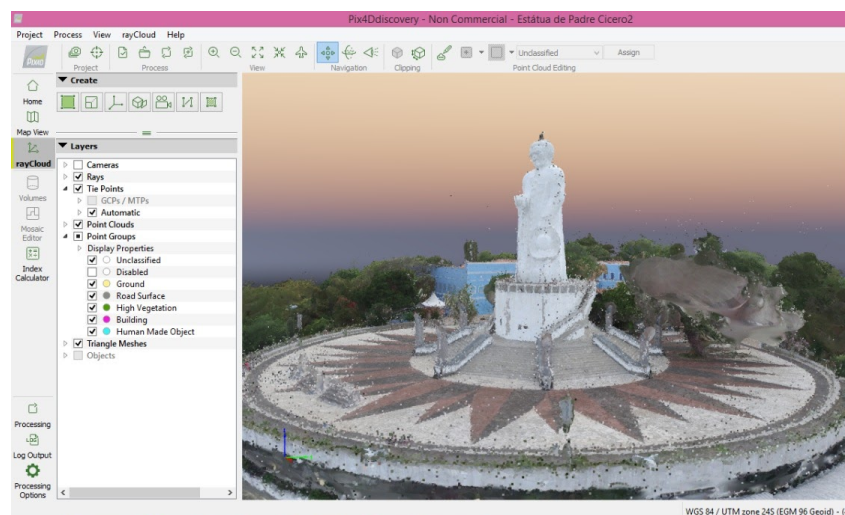 Pix4Ddiscovery - Non Commercial - Estátua de Padre Cicero2
Project Process View rayCloud Help
Unclassified Assign
Project Process View Navigation Clipping Point Cloud Editing
Create
Home
Map View
Layers
rayCloud
Cameras
Rays
Tie Points
GCPs / MTPs
Automatic
Volumes
Point Clouds
Point Groups
Mosaic
Editor
Display Properties
Unclassified
Disabled
Index
Calculator
Ground
Road Surface
High Vegetation
Building
Human Made Object
Triangle Meshes
Objects
Processing
Log Output
Processing
Options
WGS 84 / UTM zone 24S (EGM 96 Geoid) - (